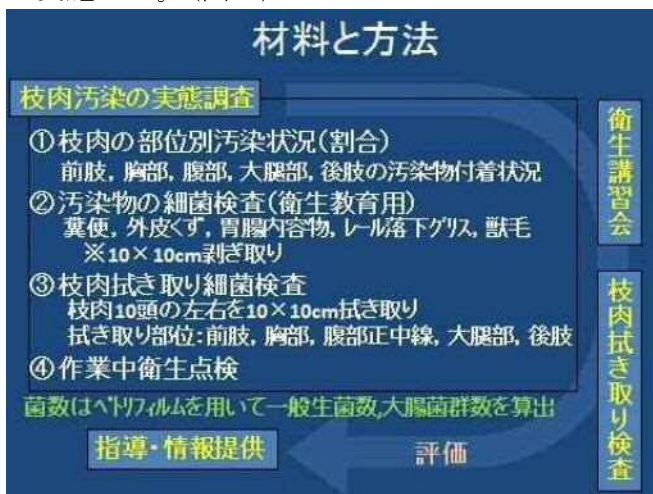 材料と方法
枝肉汚染の実態調査
①枝肉の部位別汚染状況(割合)
前肢, 胸部, 腹部, 大腿部, 後肢の汚染物付着状況
②汚染物の細菌検査(衛生教育用)
糞便, 外皮くず, 胃腸内容物, レール落下グリス, 獣毛
※10×10cm剥ぎ取り
③枝肉拭き取り細菌検査
枝肉10頭の左右を10×10cm拭き取り
拭き取り部位:前肢, 胸部, 腹部正中線, 大腿部, 後肢
④作業中衛生点検
菌数はペトリフィルムを用いて一般生菌数,大腸菌群数を算出
衛生講習会
枝肉拭き取り検査
評価
指導・情報提供